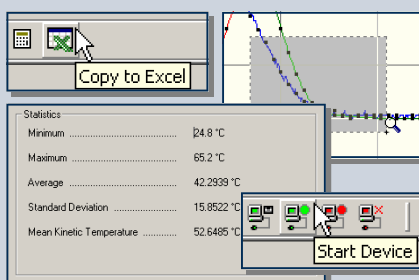 Copy to Excel
Statistics
Minimum ........................... 24.8 °C
Maximum .......................... 65.2 °C
Average ............................ 42.2939 °C
Standard Deviation ............. 15.8522 °C
Mean Kinetic Temperature ............ 52.6485 °C
Start Device